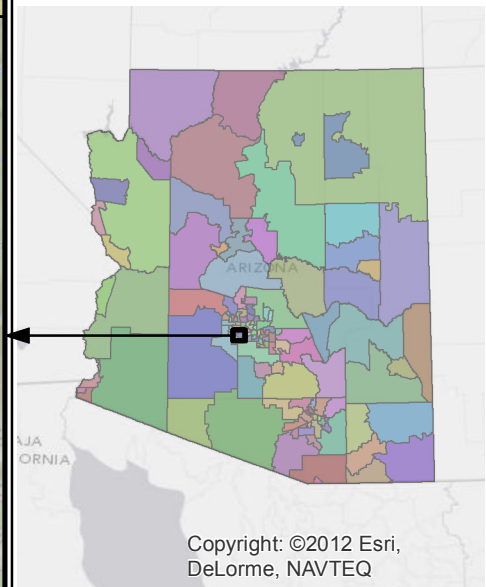 ARIZONA
AJA
ORNIA
Copyright: ©2012 Esri,
DeLorme, NAVTEQ